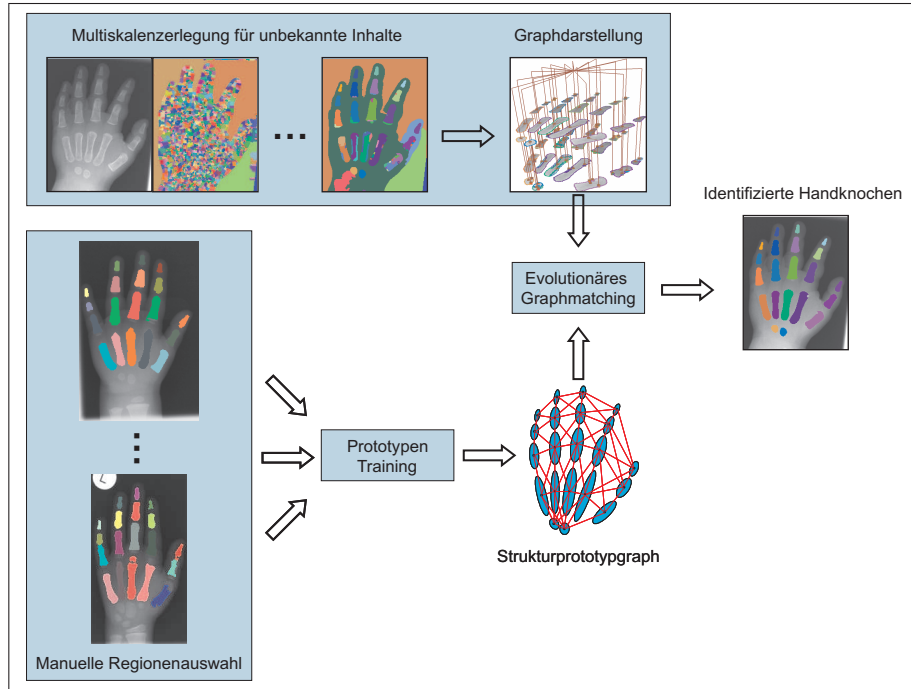 Multiskalenzerlegung für unbekannte Inhalte
Graphdarstellung
Identifizierte Handknochen
Evolutionäres
Graphmatching
Prototypen
Training
L
Strukturprototypgraph
Manuelle Regionenauswahl